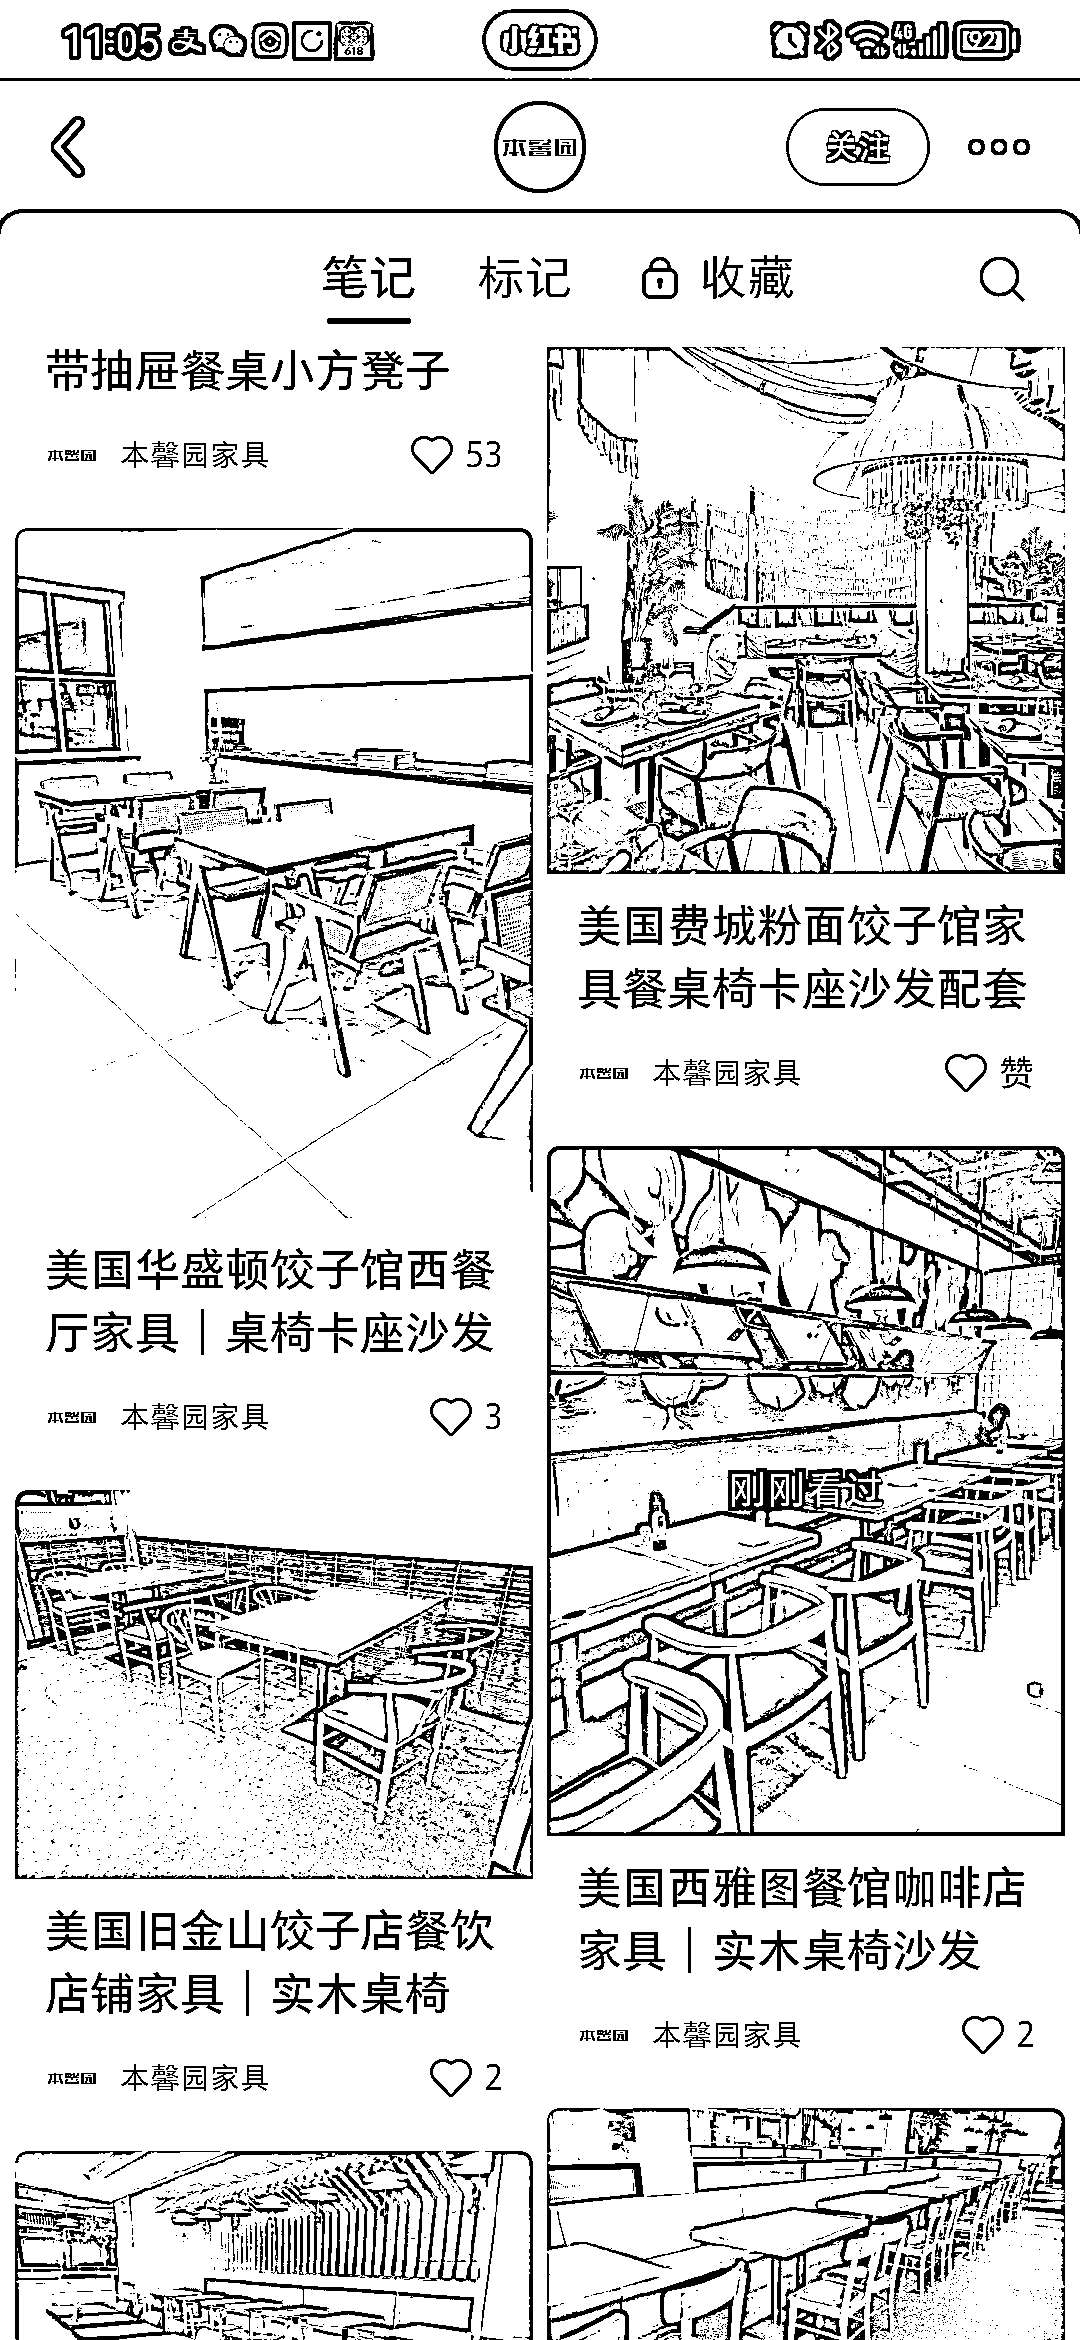 11:05
支
618
小红书
4G
92
本馨园
关注
笔记
标记
收藏
带抽屉餐桌小方凳子
本馨园
本馨园家具
53
美国费城粉面饺子馆家
具餐桌椅卡座沙发配套
本馨园
本馨园家具
赞
美国华盛顿饺子馆西餐
厅家具｜桌椅卡座沙发
本馨园
本馨园家具
3
刚刚看过
美国西雅图餐馆咖啡店
家具｜实木桌椅沙发
本馨园
本馨园家具
2
美国旧金山饺子店餐饮
店铺家具｜实木桌椅
本馨园
本馨园家具
2